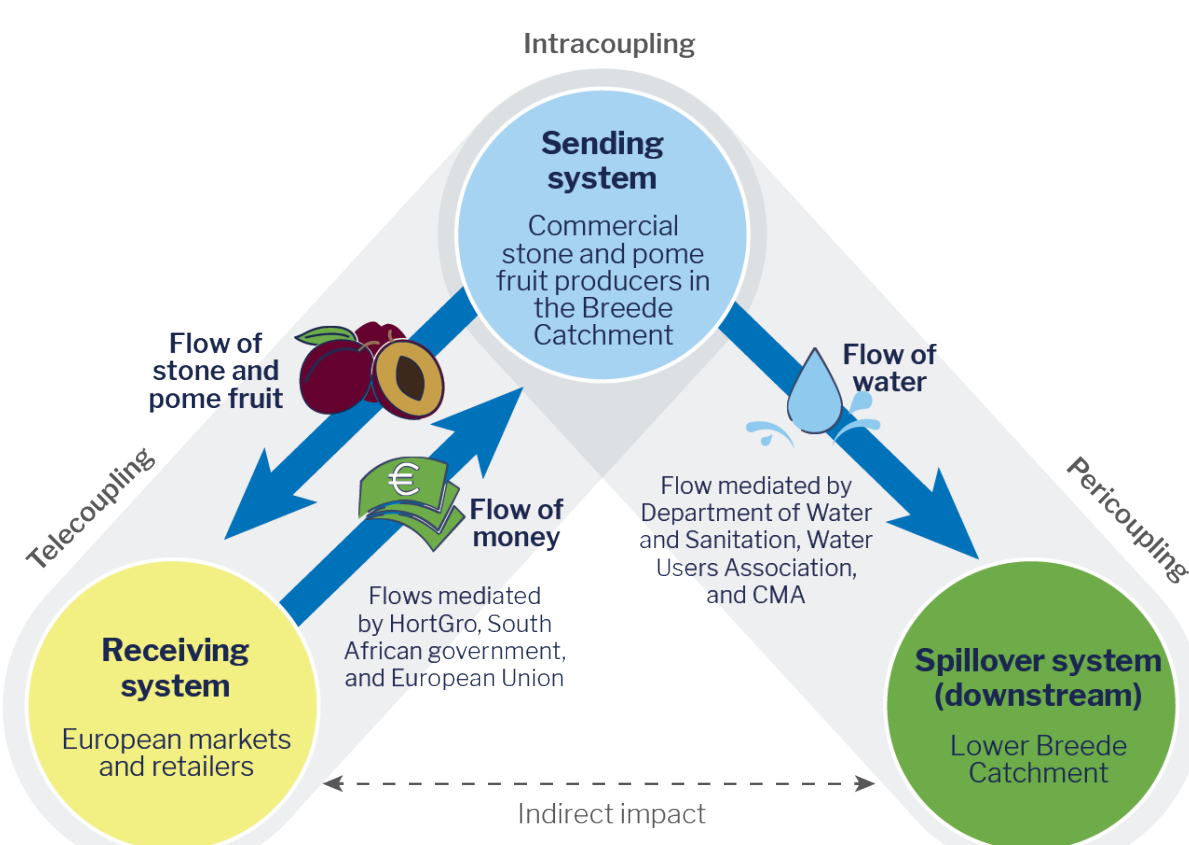 Intracoupling
Sending
system
Commercial
stone and pome
fruit producers in
the Breede
Catchment
Flow of
stone and
pome fruit
Flow of
water
Telecoupling
Pericoupling
€
Flow of
money
Flow mediated by
Department of Water
and Sanitation, Water
Users Association,
and CMA
Flows mediated
by HortGro, South
African government,
and European Union
Receiving
system
European markets
and retailers
Spillover system
(downstream)
Lower Breede
Catchment
Indirect impact